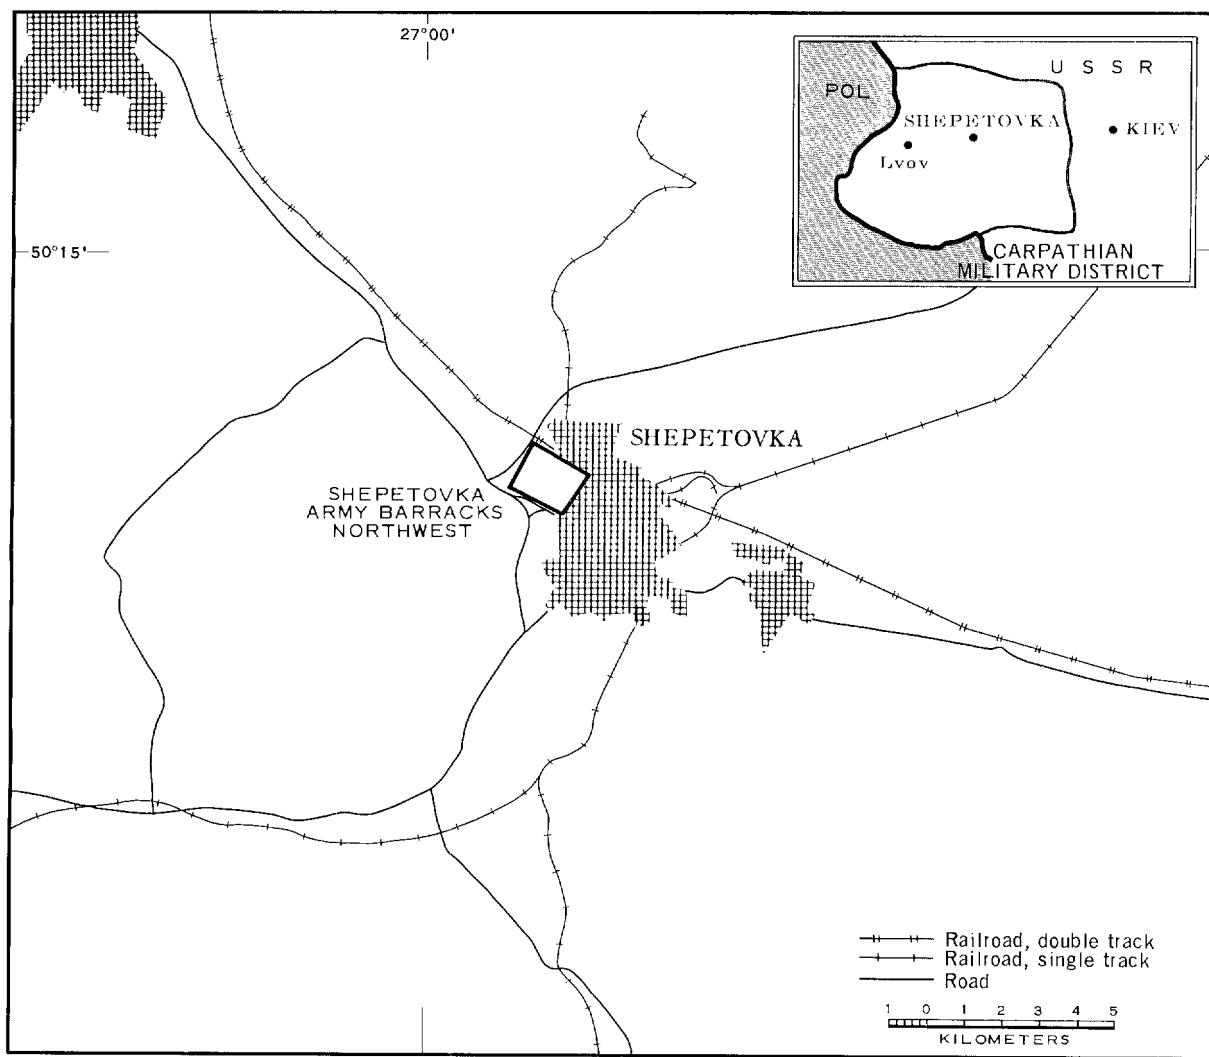 27°00'
50°15'
U S S R
POL
SHEPETOVKA
KIEV
Lvov
CARPATHIAN
MILITARY DISTRICT
SHEPETOVKA
SHEPETOVKA
ARMY BARRACKS
NORTHWEST
Railroad, double track
Railroad, single track
Road
1 0 1 2 3 4 5
KILOMETERS